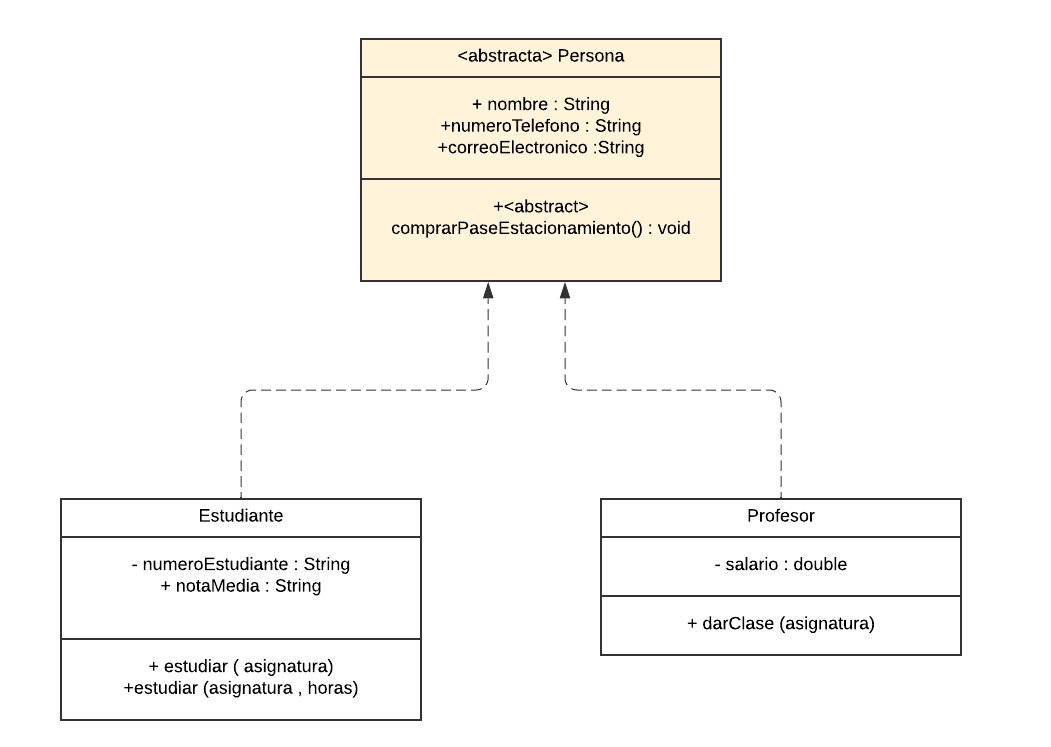 <abstracta> Persona
+ nombre : String
+numeroTelefono : String
+correoElectronico :String
+<abstract>
comprarPaseEstacionamiento() : void
Estudiante
- numeroEstudiante : String
+ notaMedia : String
+ estudiar ( asignatura)
+estudiar (asignatura , horas)
Profesor
- salario : double
+ darClase (asignatura)